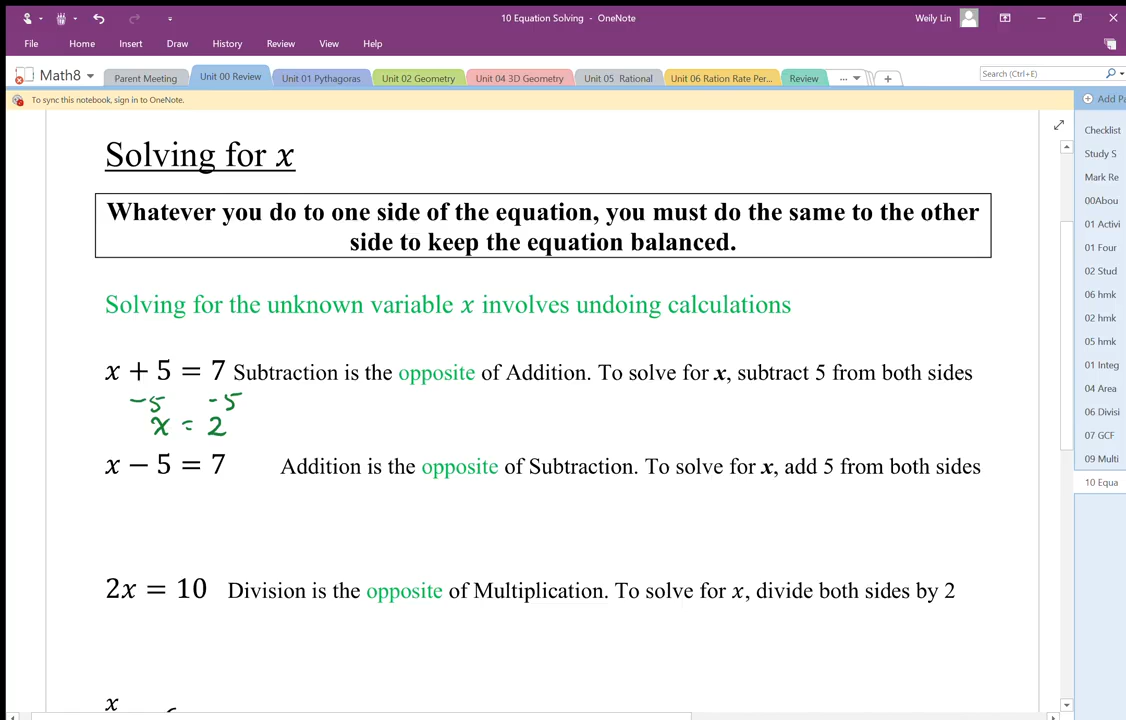 10 Equation Solving - OneNote
Weily Lin
File Home Insert Draw History Review View Help
Math8 Parent Meeting Unit 00 Review Unit 01 Pythagoras Unit 02 Geometry Unit 04 3D Geometry Unit 05 Rational Unit 06 Ration Rate Per... Review ... +
Search (Ctrl+E)
To sync this notebook, sign in to OneNote.
Add Pa
Solving for x
Whatever you do to one side of the equation, you must do the same to the other
side to keep the equation balanced.
Solving for the unknown variable x involves undoing calculations
x + 5 = 7 Subtraction is the opposite of Addition. To solve for x, subtract 5 from both sides
-5 -5
x = 2
x − 5 = 7 Addition is the opposite of Subtraction. To solve for x, add 5 from both sides
2x = 10 Division is the opposite of Multiplication. To solve for x, divide both sides by 2
x
Checklist
Study S
Mark Re
00Abou
01 Activi
01 Four
02 Stud
06 hmk
02 hmk
05 hmk
01 Integ
04 Area
06 Divisi
07 GCF
09 Multi
10 Equa